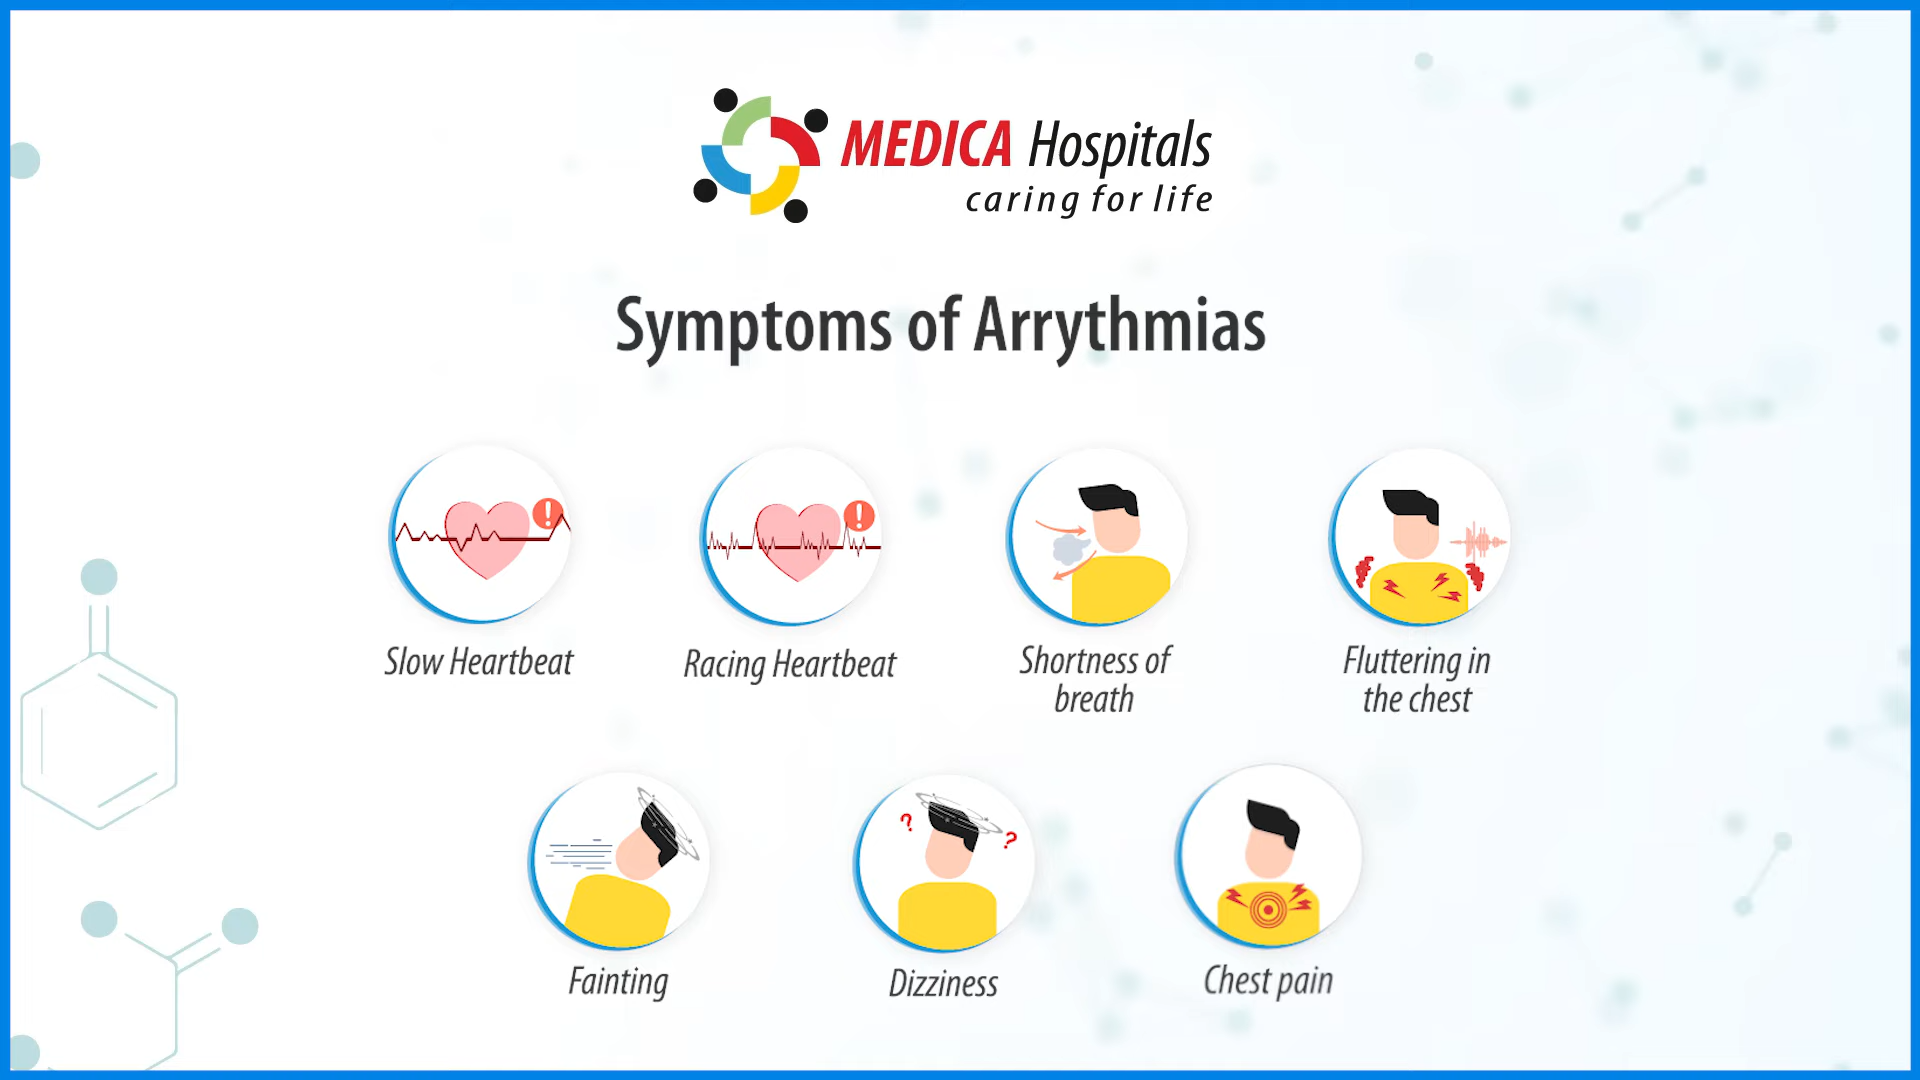 MEDICA Hospitals
caring for life
Symptoms of Arrythmias
Slow Heartbeat
Racing Heartbeat
Shortness of
breath
Fluttering in
the chest
Fainting
Dizziness
Chest pain